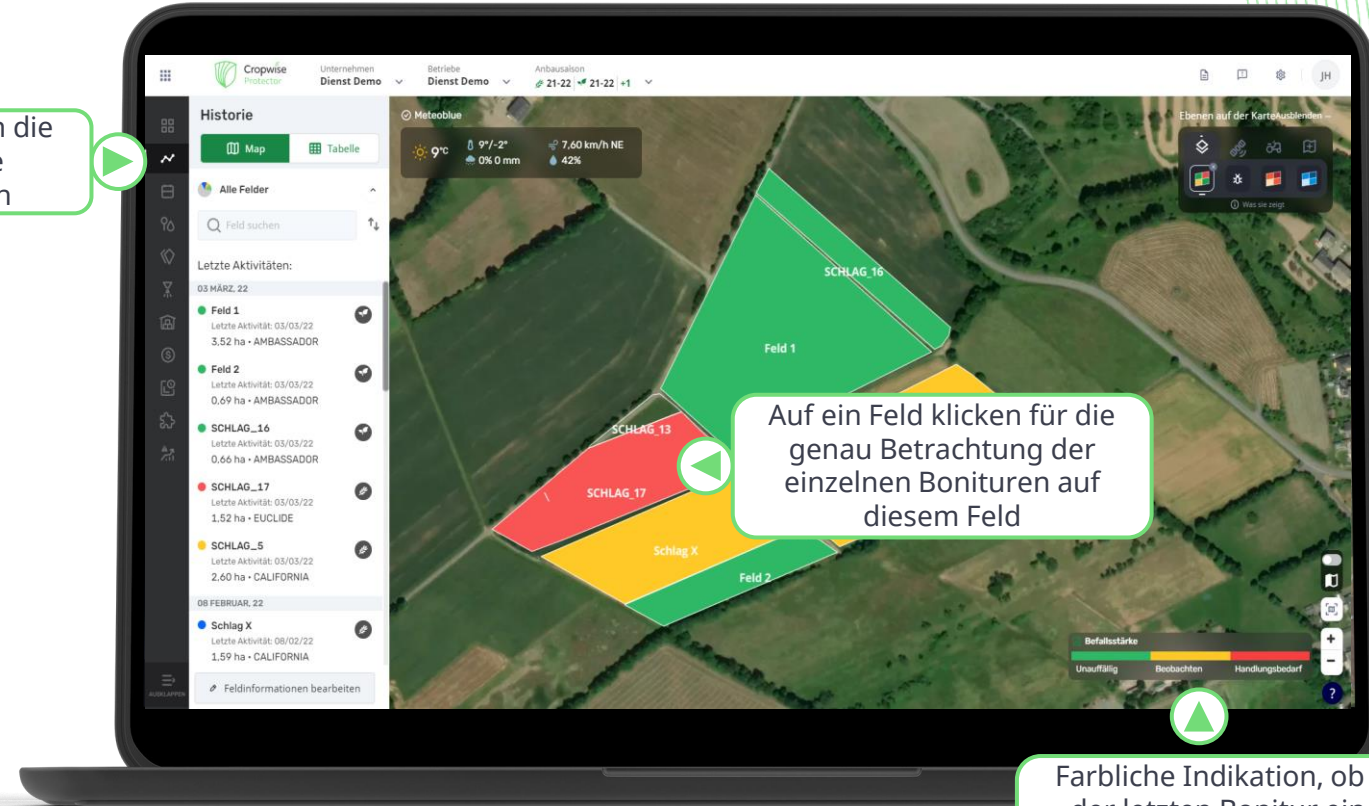 Cropwise
Protector
Unternehmen
Dienst Demo
Betriebe
Dienst Demo
Anbausaison
21-22 21-22 +1
JH
die
Historie
Map
Tabelle
Alle Felder
Feld suchen
Letzte Aktivitäten:
03 MÄRZ, 22
Feld 1
Letzte Aktivität: 03/03/22
3,52 ha • AMBASSADOR
Feld 2
Letzte Aktivität: 03/03/22
0,69 ha • AMBASSADOR
SCHLAG_16
Letzte Aktivität: 03/03/22
0,66 ha • AMBASSADOR
SCHLAG_17
Letzte Aktivität: 03/03/22
1,52 ha • EUCLIDE
SCHLAG_5
Letzte Aktivität: 03/03/22
2,60 ha • CALIFORNIA
08 FEBRUAR, 22
Schlag X
Letzte Aktivität: 08/02/22
1,59 ha • CALIFORNIA
Feldinformationen bearbeiten
AUSKLAPPEN
Meteoblue
9°C
9°/-2°
0% 0 mm
7,60 km/h NE
42%
Ebenen auf der Karte Ausblenden –
Was sie zeigt
SCHLAG_16
Feld 1
SCHLAG_13
SCHLAG_17
Schlag X
Feld 2
Auf ein Feld klicken für die
genau Betrachtung der
einzelnen Bonituren auf
diesem Feld
Befallsstärke
Unauffällig
Beobachten
Handlungsbedarf
+
−
?
Farbliche Indikation, ob
der letzten Bonitur ein